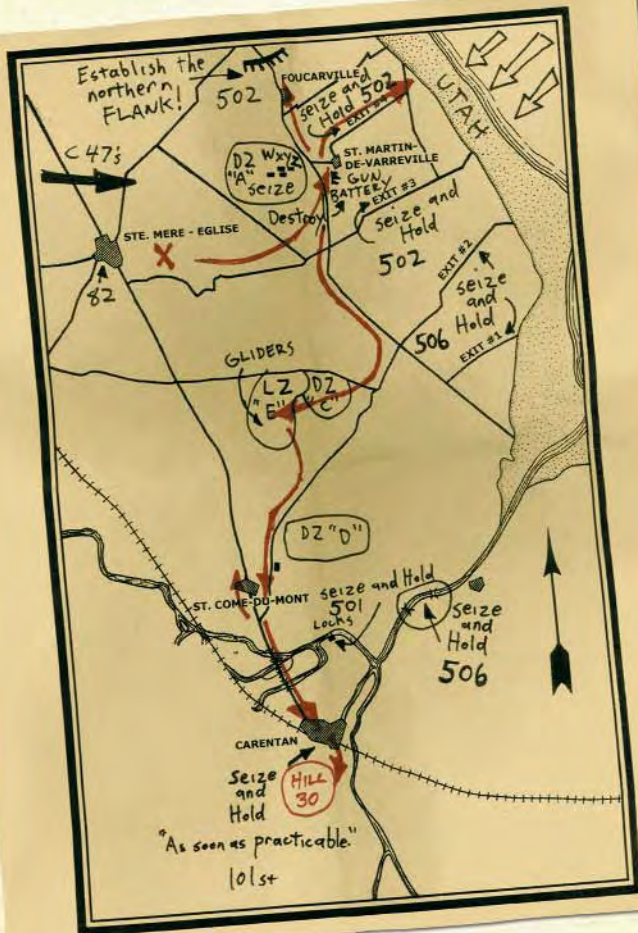 Establish the
northern
FLANK!
502
FOUCARVILLE
seize and
Hold 502
EXIT #4
UTAH
C 47's
DZ
"A"
WXYZ
seize
ST. MARTIN-
DE-VARREVILLE
GUN
BATTERY
Destroy
EXIT #3
seize and
Hold
502
STE. MERE - EGLISE
X
82
EXIT #2
seize
and
Hold
506
EXIT #1
GLIDERS
LZ
"E"
DZ
"C"
DZ "D"
ST. COME-DU-MONT
seize and Hold
501
Locks
seize
and
Hold
506
CARENTAN
Seize
and
Hold
HILL
30
"As soon as practicable."
101st